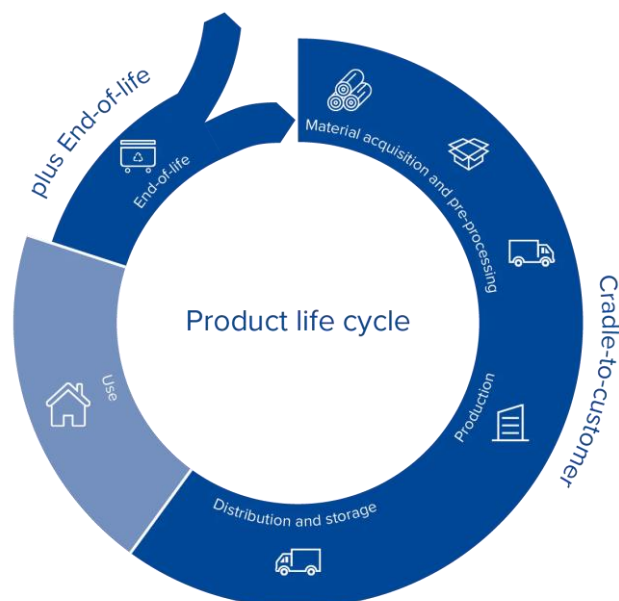 plus End-of-life
End-of-life
Material acquisition and pre-processing
Cradle-to-customer
Product life cycle
Use
Production
Distribution and storage